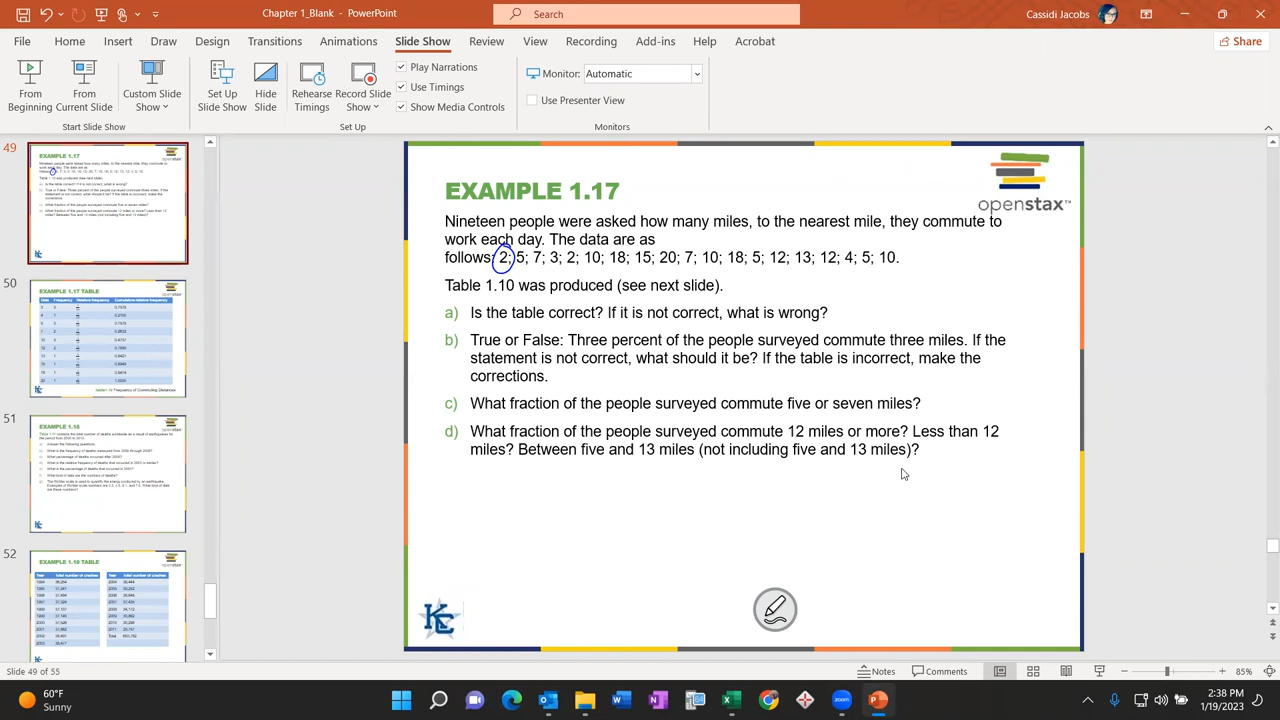 Chapter 1_Blank - PowerPoint
Search
Cassidi Jacobs
File Home Insert Draw Design Transitions Animations Slide Show Review View Recording Add-ins Help Acrobat
Share
From Beginning
From Current Slide
Custom Slide Show
Set Up Slide Show
Hide Slide
Rehearse Timings
Record Slide Show
Play Narrations
Use Timings
Show Media Controls
Monitor: Automatic
Use Presenter View
Start Slide Show
Set Up
Monitors
49
EXAMPLE 1.17
50
EXAMPLE 1.17 TABLE
51
EXAMPLE 1.18
52
EXAMPLE 1.19 TABLE
EXAMPLE 1.17
openstax™
Nineteen people were asked how many miles, to the nearest mile, they commute to
work each day. The data are as
follows: 2; 5; 7; 3; 2; 10; 18; 15; 20; 7; 10; 18; 5; 12; 13; 12; 4; 5; 10.
Table 1.10 was produced (see next slide).
a) Is the table correct? If it is not correct, what is wrong?
b) True or False: Three percent of the people surveyed commute three miles. If the
statement is not correct, what should it be? If the table is incorrect, make the
corrections.
c) What fraction of the people surveyed commute five or seven miles?
d) What fraction of the people surveyed commute 12 miles or more? Less than 12
miles? Between five and 13 miles (not including five and 13 miles)?
KC
Slide 49 of 55
Notes
Comments
85%
60°F
Sunny
2:38 PM
1/19/2023